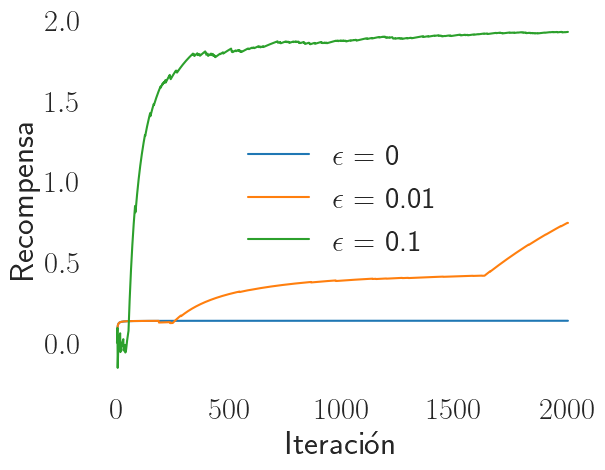 2.0
1.5
1.0
0.5
0.0
Recompensa
ϵ = 0
ϵ = 0.01
ϵ = 0.1
0 500 1000 1500 2000
Iteración